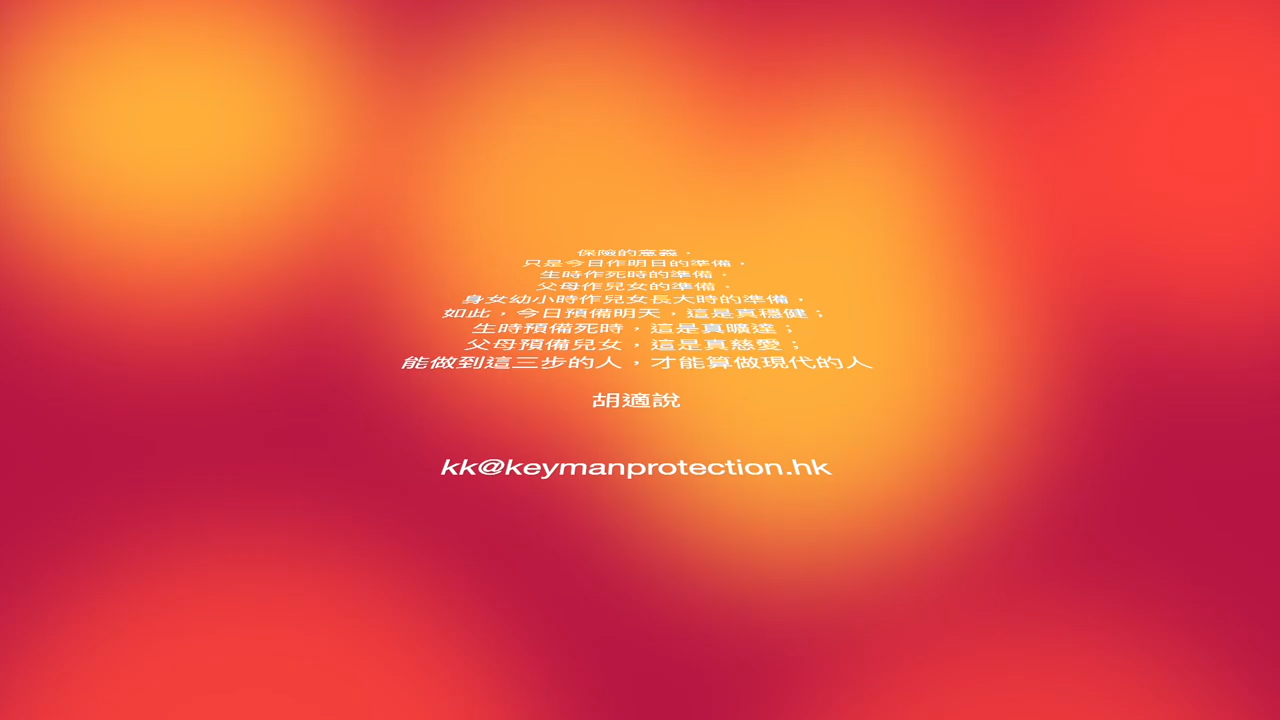 保險的意義，
只是今日作明日的準備，
生時作死時的準備，
父母作兒女的準備，
身女幼小時作兒女長大時的準備，
如此，今日預備明天，這是真穩健；
生時預備死時，這是真曠達；
父母預備兒女，這是真慈愛；
能做到這三步的人，才能算做現代的人
胡適說
kk@keymanprotection.hk